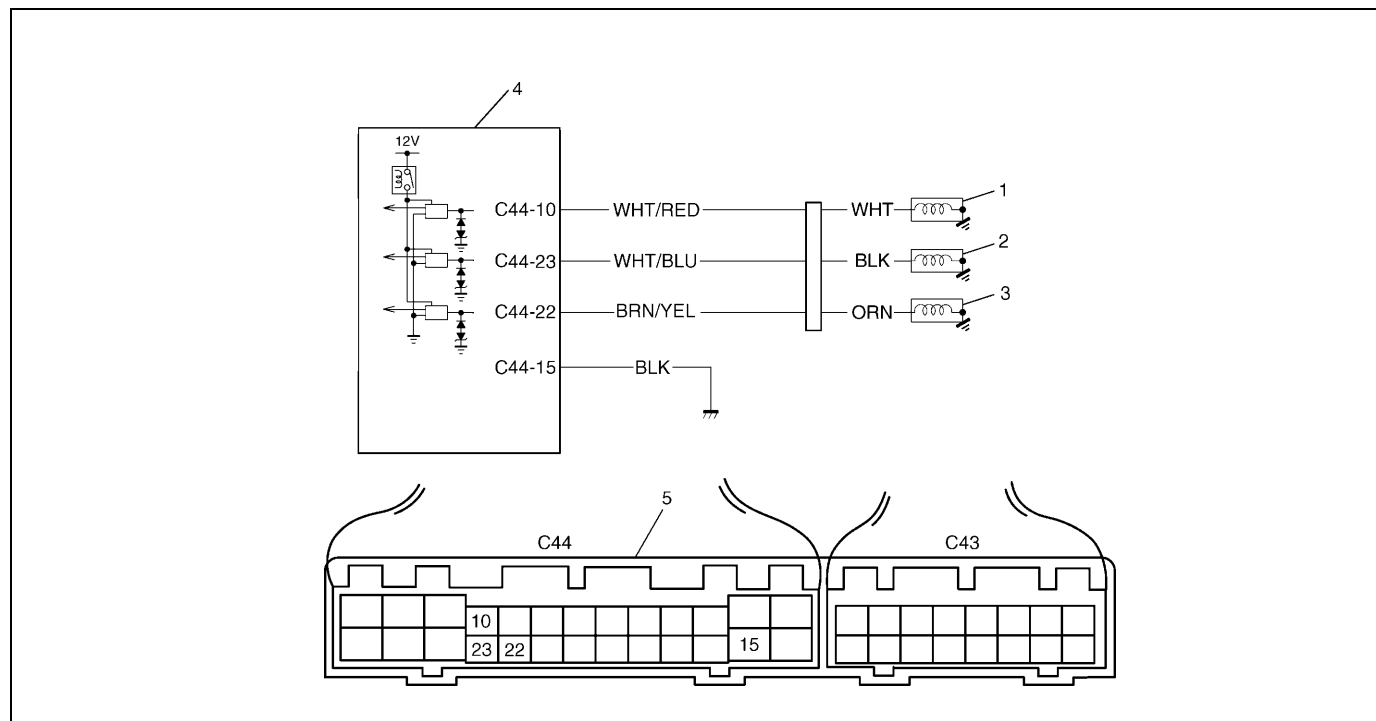 4
12V
C44-10 WHT/RED WHT 1
C44-23 WHT/BLU BLK 2
C44-22 BRN/YEL ORN 3
C44-15 BLK
5
C44 C43
10
23 22 15